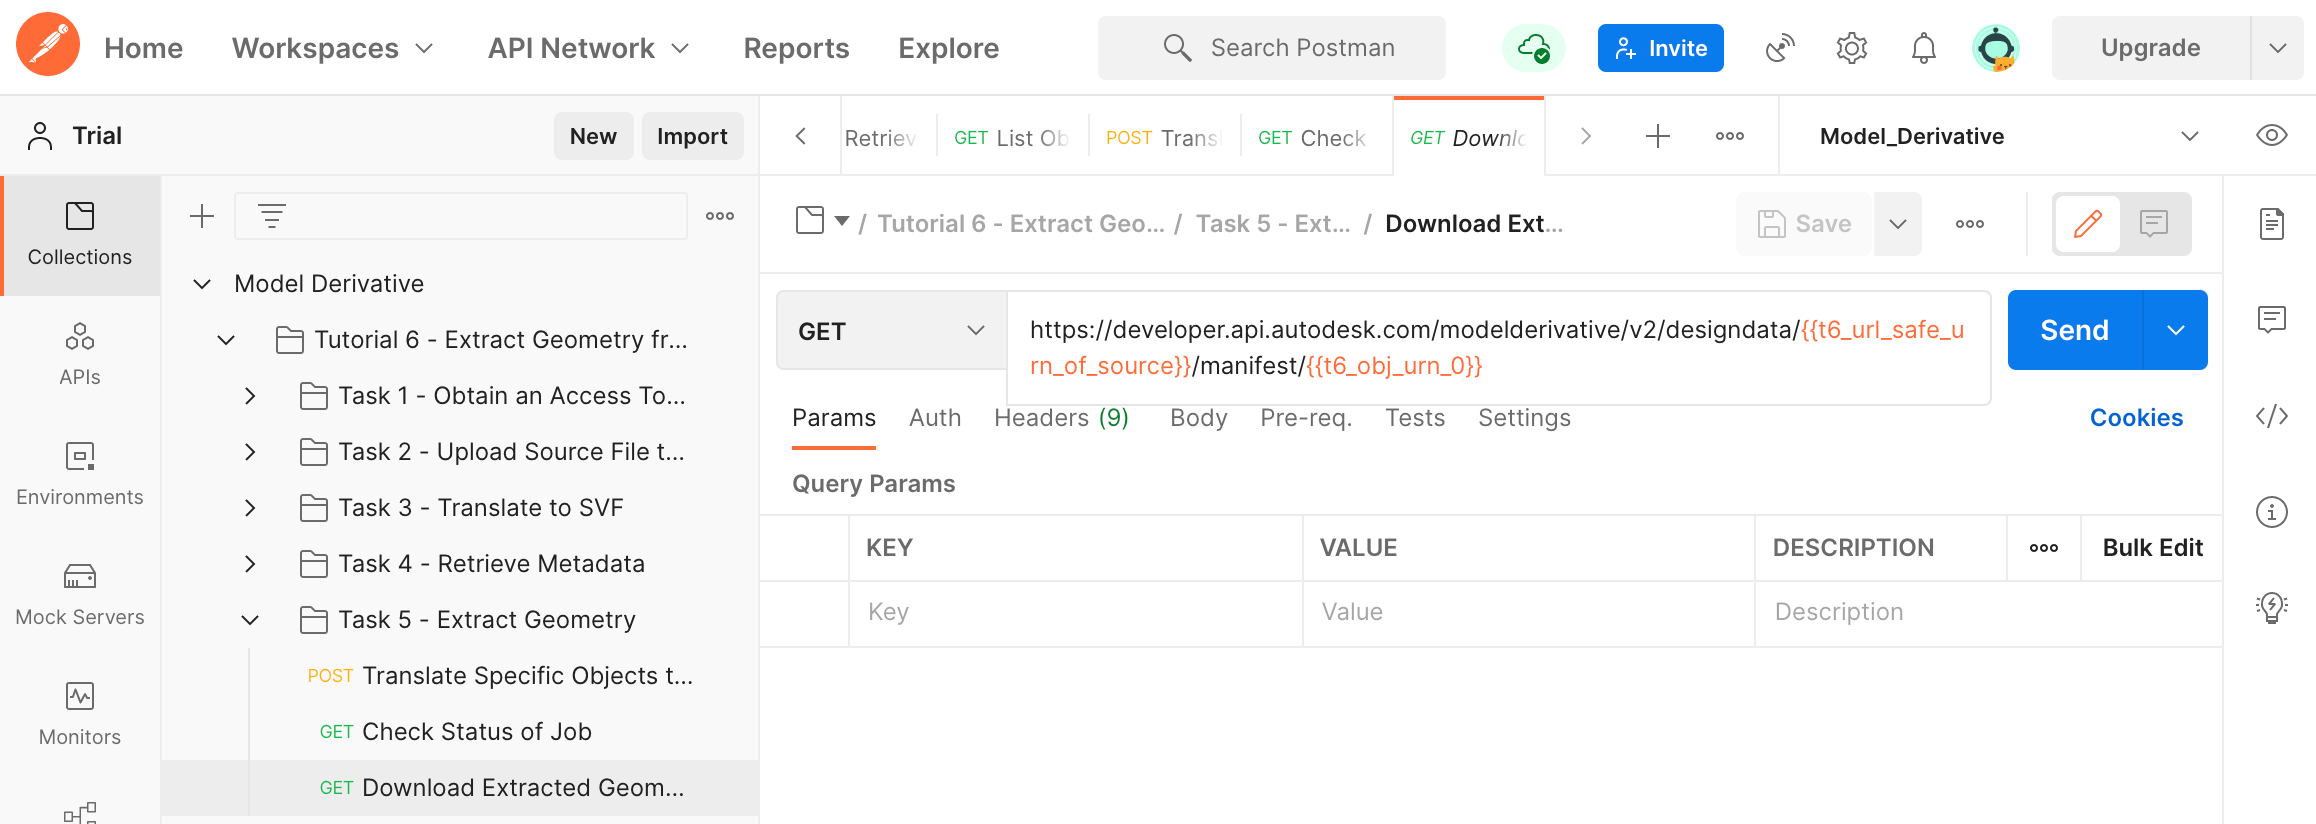 Home
Workspaces
API Network
Reports
Explore
Search Postman
Invite
Upgrade
Trial
New
Import
Retriev
GET List Ob
POST Trans
GET Check
GET Downlo
Model_Derivative
Collections
APIs
Environments
Mock Servers
Monitors
Model Derivative
Tutorial 6 - Extract Geometry fr...
Task 1 - Obtain an Access To...
Task 2 - Upload Source File t...
Task 3 - Translate to SVF
Task 4 - Retrieve Metadata
Task 5 - Extract Geometry
POST Translate Specific Objects t...
GET Check Status of Job
GET Download Extracted Geom...
/ Tutorial 6 - Extract Geo... / Task 5 - Ext... / Download Ext...
Save
GET
https://developer.api.autodesk.com/modelderivative/v2/designdata/{{t6_url_safe_u
rn_of_source}}/manifest/{{t6_obj_urn_0}}
Send
Params
Auth
Headers (9)
Body
Pre-req.
Tests
Settings
Cookies
Query Params
KEY
VALUE
DESCRIPTION
Bulk Edit
Key
Value
Description